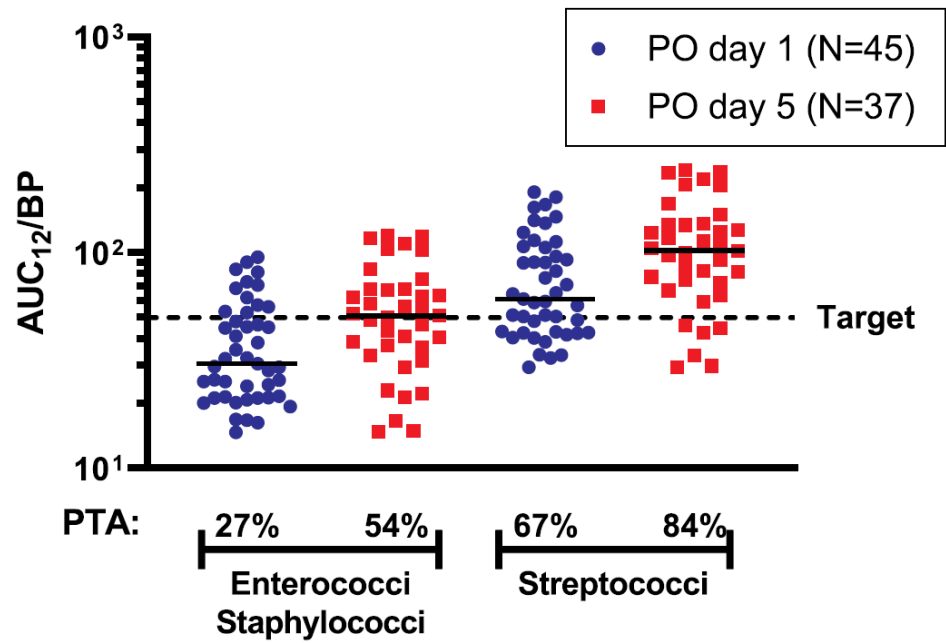 PO day 1 (N=45)
PO day 5 (N=37)
AUC₁₂/BP
10³
10²
10¹
Target
PTA: 27% 54% 67% 84%
Enterococci
Staphylococci
Streptococci